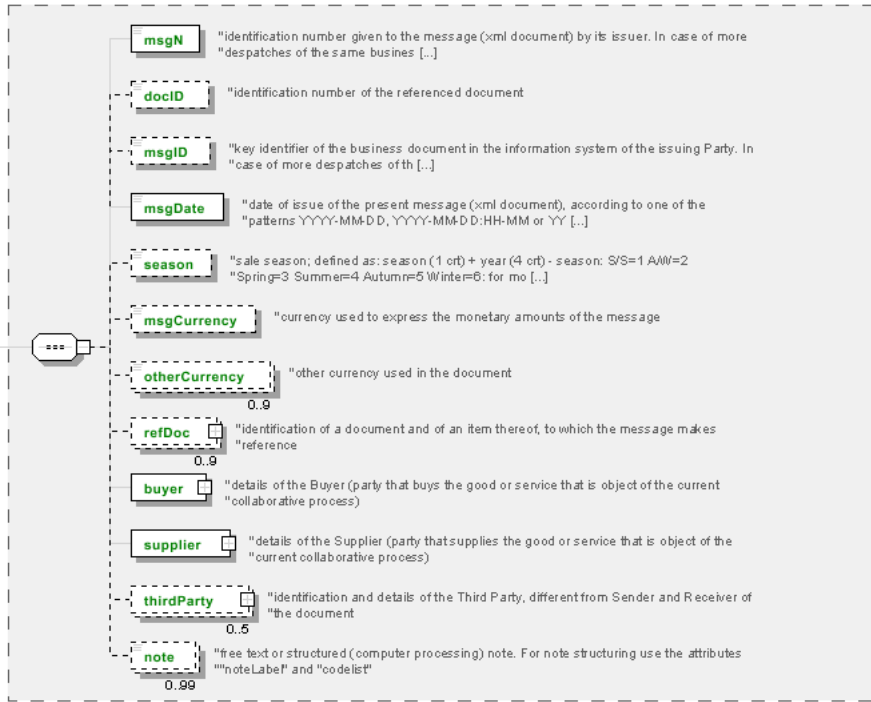 msgN
"identification number given to the message (xml document) by its issuer. In case of more
"despatches of the same busines [...]
docID
"identification number of the referenced document
msgID
"key identifier of the business document in the information system of the issuing Party. In
"case of more despatches of th [...]
msgDate
"date of issue of the present message (xml document), according to one of the
"patterns YYYY-MM-DD, YYYY-MM-DD:HH-MM or YY [...]
season
"sale season; defined as: season (1 crt) + year (4 crt) - season: S/S=1 A/W=2
"Spring=3 Summer=4 Autumn=5 Winter=6: for mo [...]
msgCurrency
"currency used to express the monetary amounts of the message
otherCurrency
"other currency used in the document
0..9
refDoc
"identification of a document and of an item thereof, to which the message makes
"reference
0..9
buyer
"details of the Buyer (party that buys the good or service that is object of the current
"collaborative process)
supplier
"details of the Supplier (party that supplies the good or service that is object of the
"current collaborative process)
thirdParty
"identification and details of the Third Party, different from Sender and Receiver of
"the document
0..5
note
"free text or structured (computer processing) note. For note structuring use the attributes
""noteLabel" and "codelist"
0..99